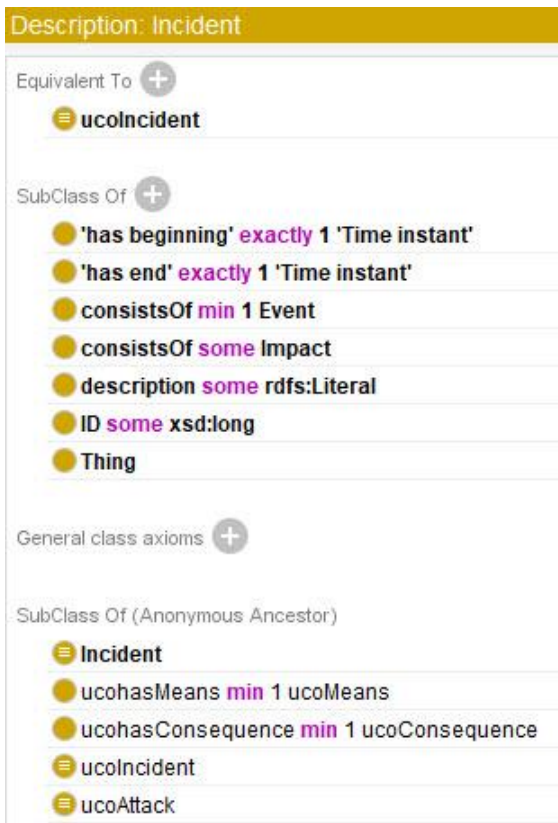 Description: Incident
Equivalent To
ucoIncident
SubClass Of
'has beginning' exactly 1 'Time instant'
'has end' exactly 1 'Time instant'
consistsOf min 1 Event
consistsOf some Impact
description some rdfs:Literal
ID some xsd:long
Thing
General class axioms
SubClass Of (Anonymous Ancestor)
Incident
ucohasMeans min 1 ucoMeans
ucohasConsequence min 1 ucoConsequence
ucoIncident
ucoAttack